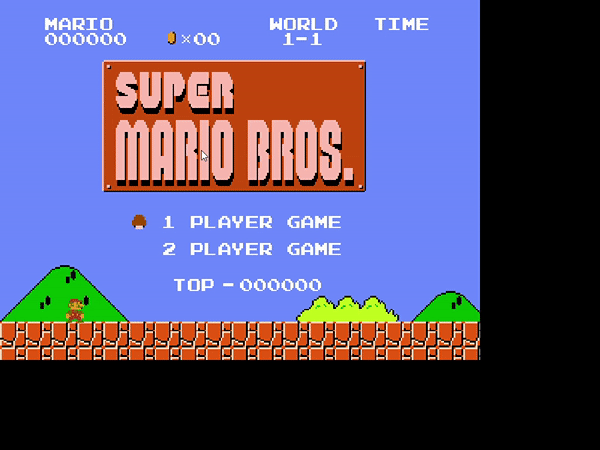 MARIO WORLD TIME
000000 ×00 1-1
SUPER
MARIO BROS.
1 PLAYER GAME
2 PLAYER GAME
TOP - 000000